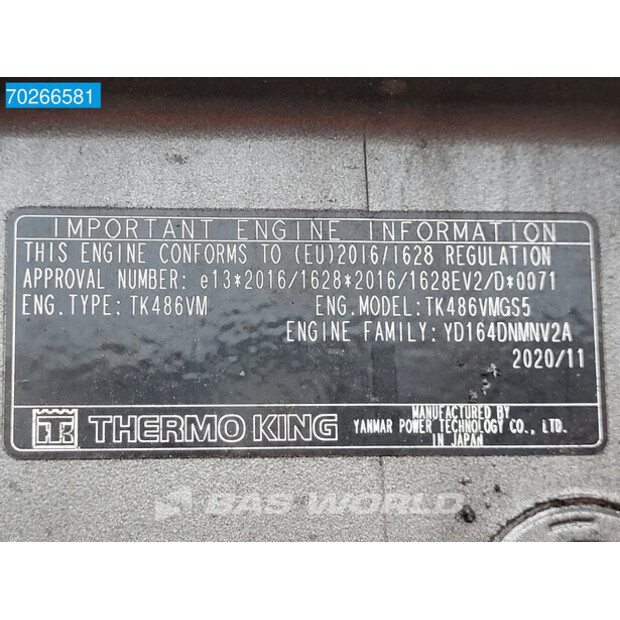 70266581
IMPORTANT ENGINE INFORMATION
THIS ENGINE CONFORMS TO (EU)2016/1628 REGULATION
APPROVAL NUMBER: e13*2016/1628*2016/1628EV2/D*0071
ENG.TYPE: TK486VM ENG.MODEL:TK486VMGS5
ENGINE FAMILY: YD164DNMNV2A
2020/11
TK THERMO KING
MANUFACTURED BY
YANMAR POWER TECHNOLOGY CO., LTD.
IN JAPAN
BAS WORLD